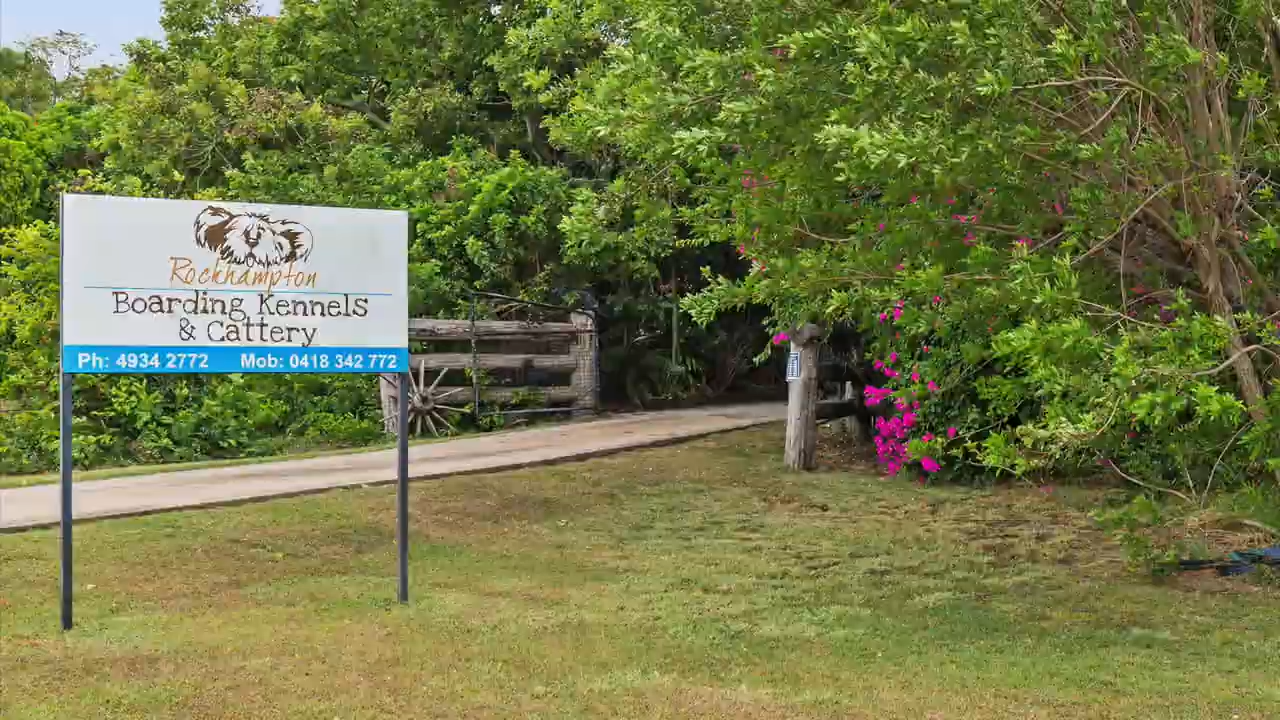 Rockhampton
Boarding Kennels
& Cattery
Ph: 4934 2772 Mob: 0418 342 772